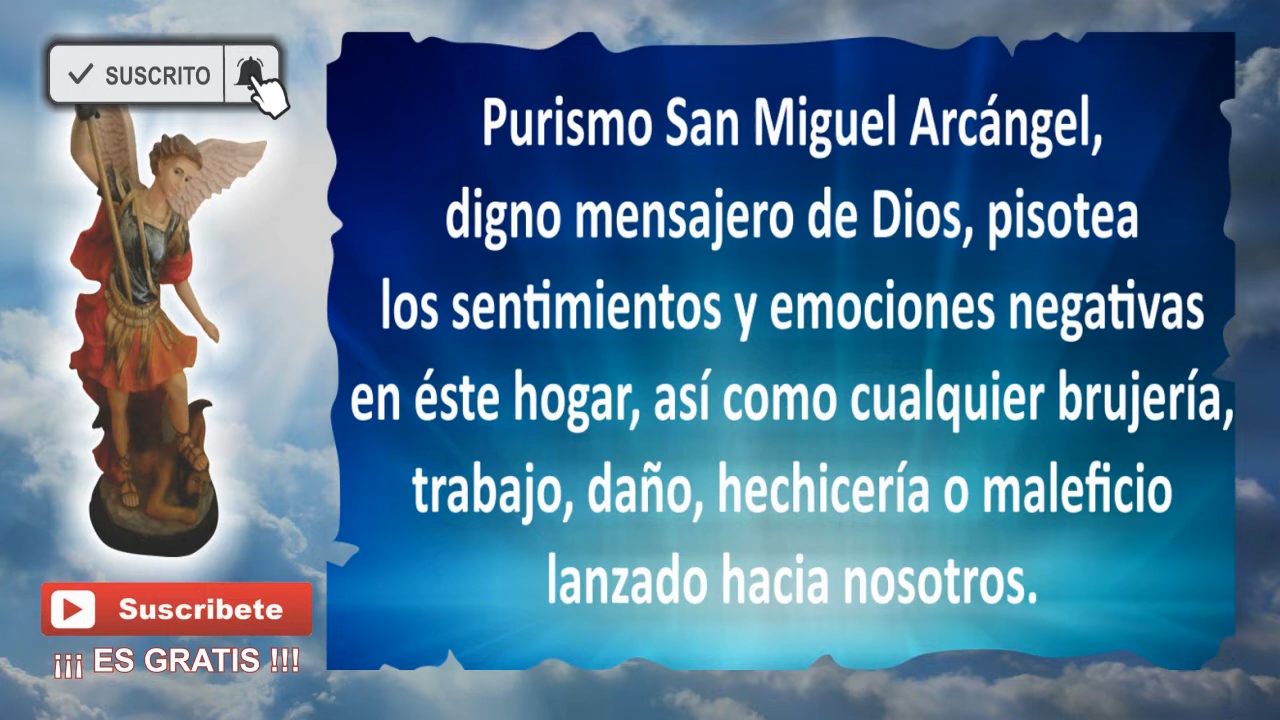 SUSCRITO
Purismo San Miguel Arcángel,
digno mensajero de Dios, pisotea
los sentimientos y emociones negativas
en éste hogar, así como cualquier brujería,
trabajo, daño, hechicería o maleficio
lanzado hacia nosotros.
Suscribete
¡¡¡ ES GRATIS !!!